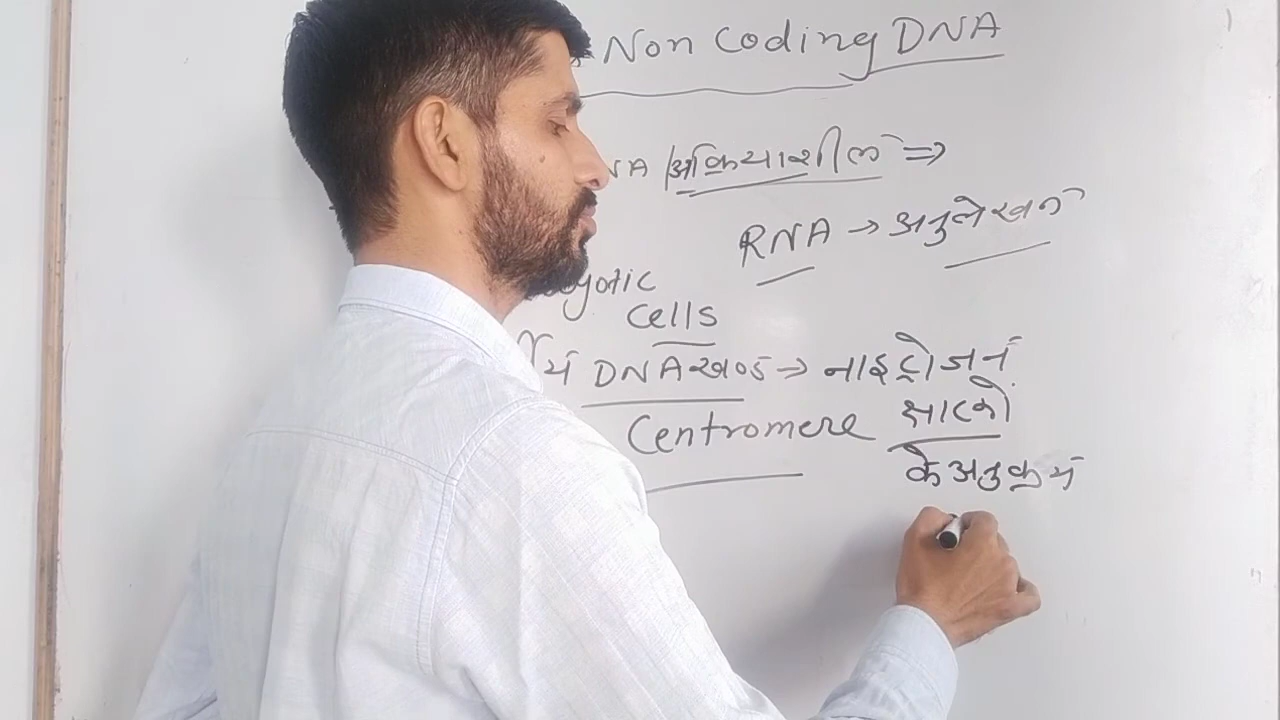 Non Coding DNA
अक्रियाशील ⇒
RNA → अनुलेखन
Cells
DNA खण्ड → नाइट्रोजन
Centromere क्षारको
के अनुक्रम